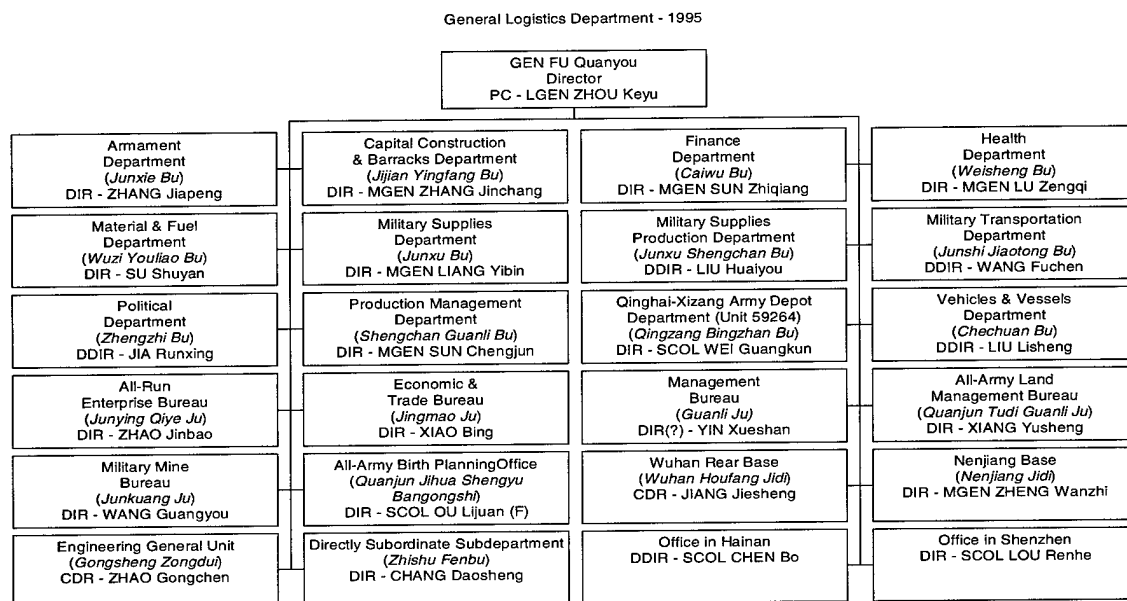 General Logistics Department - 1995
GEN FU Quanyou
Director
PC - LGEN ZHOU Keyu
Armament
Department
(Junxie Bu)
DIR - ZHANG Jiapeng
Capital Construction
& Barracks Department
(Jijian Yingfang Bu)
DIR - MGEN ZHANG Jinchang
Finance
Department
(Caiwu Bu)
DIR - MGEN SUN Zhiqiang
Health
Department
(Weisheng Bu)
DIR - MGEN LU Zengqi
Material & Fuel
Department
(Wuzi Youliao Bu)
DIR - SU Shuyan
Military Supplies
Department
(Junxu Bu)
DIR - MGEN LIANG Yibin
Military Supplies
Production Department
(Junxu Shengchan Bu)
DDIR - LIU Huaiyou
Military Transportation
Department
(Junshi Jiaotong Bu)
DDIR - WANG Fuchen
Political
Department
(Zhengzhi Bu)
DDIR - JIA Runxing
Production Management
Department
(Shengchan Guanli Bu)
DIR - MGEN SUN Chengjun
Qinghai-Xizang Army Depot
Department (Unit 59264)
(Qingzang Bingzhan Bu)
DIR - SCOL WEI Guangkun
Vehicles & Vessels
Department
(Chechuan Bu)
DDIR - LIU Lisheng
All-Run
Enterprise Bureau
(Junying Qiye Ju)
DIR - ZHAO Jinbao
Economic &
Trade Bureau
(Jingmao Ju)
DIR - XIAO Bing
Management
Bureau
(Guanli Ju)
DIR(?) - YIN Xueshan
All-Army Land
Management Bureau
(Quanjun Tudi Guanli Ju)
DIR - XIANG Yusheng
Military Mine
Bureau
(Junkuang Ju)
DIR - WANG Guangyou
All-Army Birth PlanningOffice
(Quanjun Jihua Shengyu
Bangongshi)
DIR - SCOL OU Lijuan (F)
Wuhan Rear Base
(Wuhan Houfang Jidi)
CDR - JIANG Jiesheng
Nenjiang Base
(Nenjiang Jidi)
DIR - MGEN ZHENG Wanzhi
Engineering General Unit
(Gongsheng Zongdui)
CDR - ZHAO Gongchen
Directly Subordinate Subdepartment
(Zhishu Fenbu)
DIR - CHANG Daosheng
Office in Hainan
DDIR - SCOL CHEN Bo
Office in Shenzhen
DIR - SCOL LOU Renhe